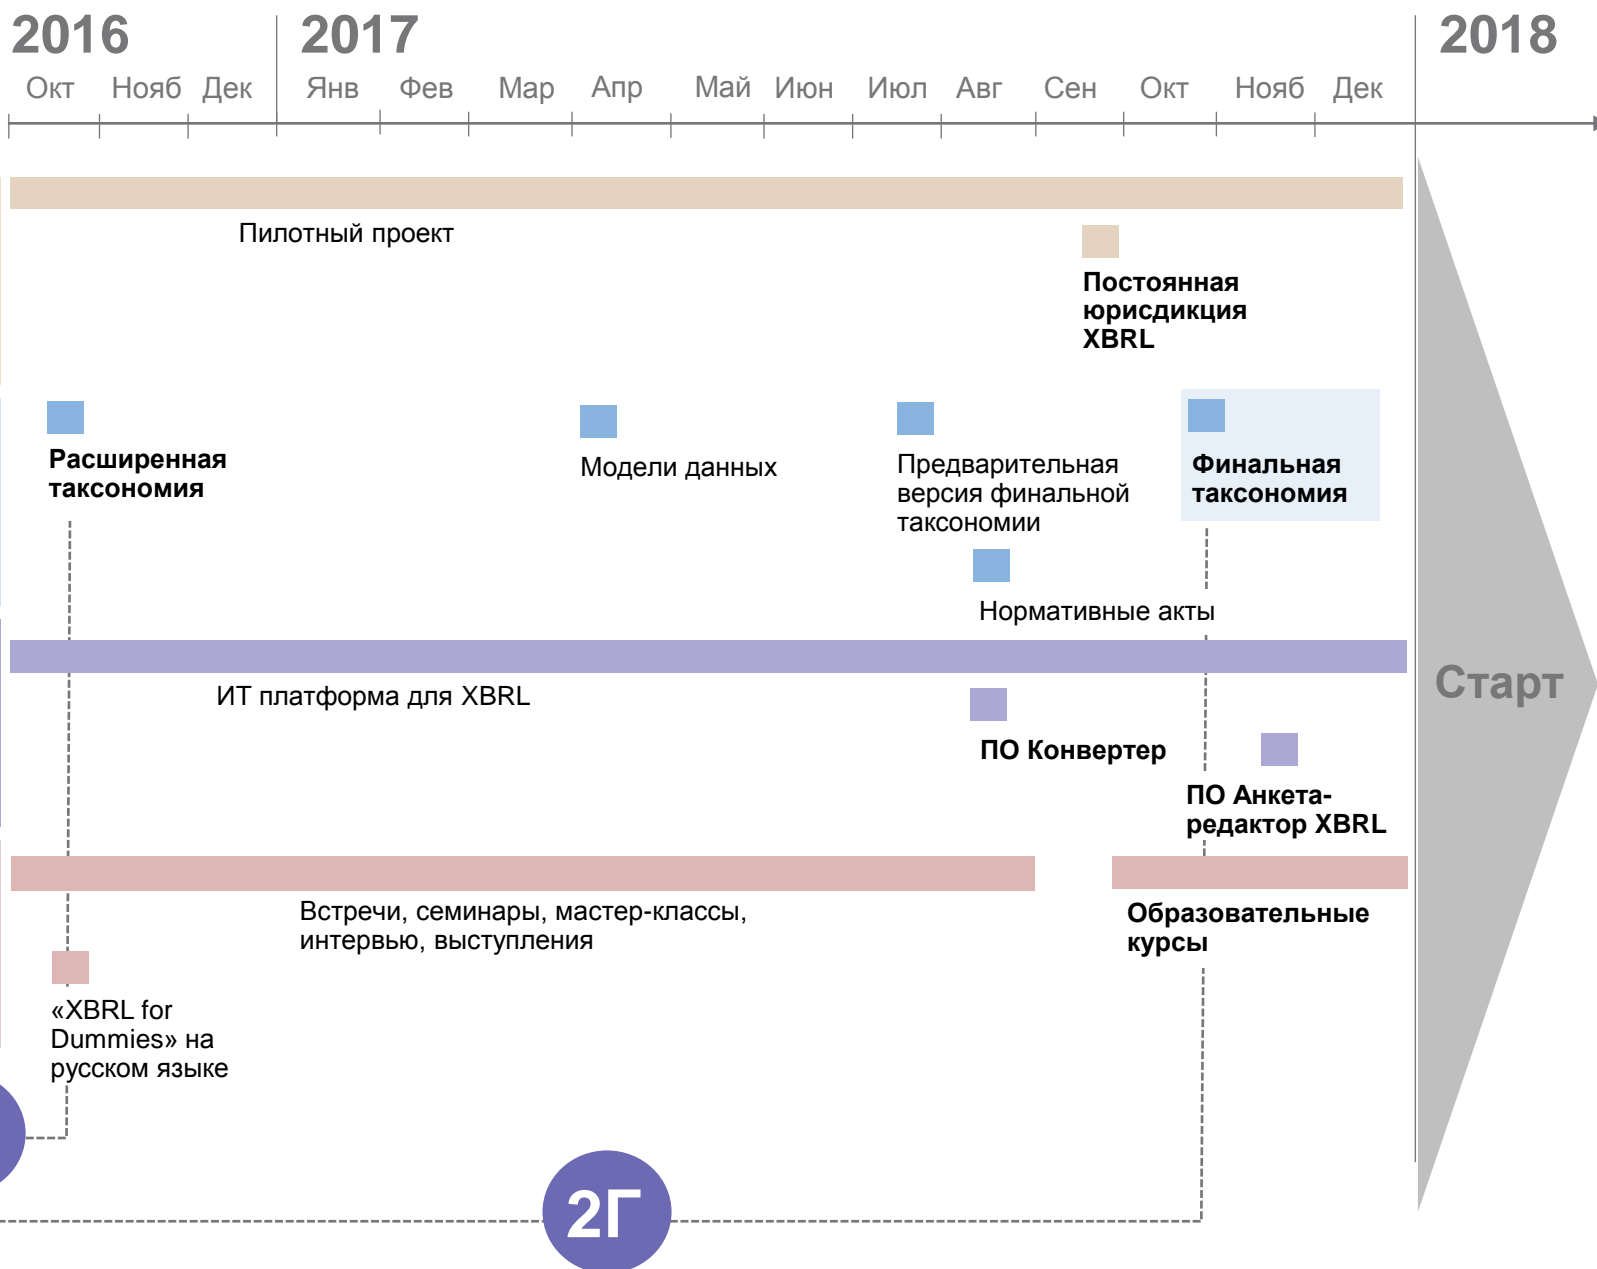 2016
2017
2018
Окт Нояб Дек Янв Фев Мар Апр Май Июн Июл Авг Сен Окт Нояб Дек
Пилотный проект
Постоянная
юрисдикция
XBRL
Расширенная
таксономия
Модели данных
Предварительная
версия финальной
таксономии
Финальная
таксономия
Нормативные акты
ИТ платформа для XBRL
Старт
ПО Конвертер
ПО Анкета-
редактор XBRL
Встречи, семинары, мастер-классы,
интервью, выступления
Образовательные
курсы
«XBRL for
Dummies» на
русском языке
2Г